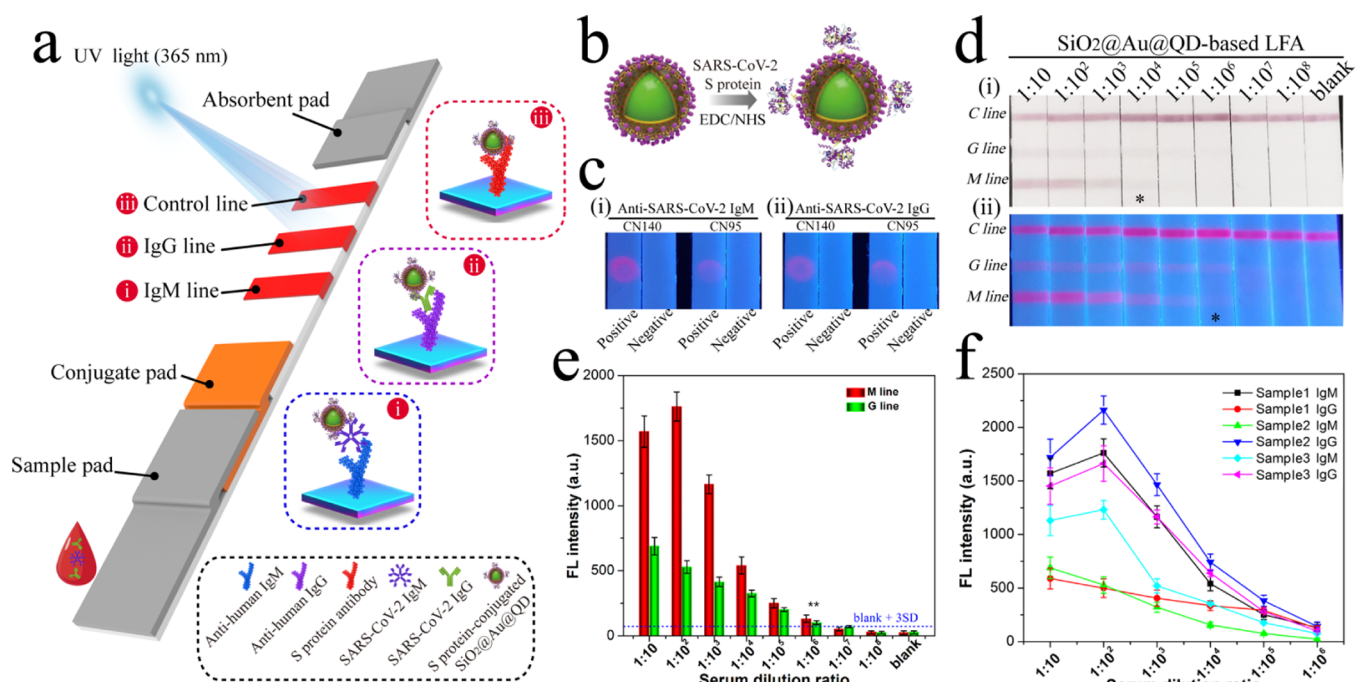 a
UV light (365 nm)
Absorbent pad
iii Control line
ii IgG line
i IgM line
Conjugate pad
Sample pad
iii
ii
i
Anti-human IgM
Anti-human IgG
S protein antibody
SARS-CoV-2 IgM
SARS-CoV-2 IgG
S protein-conjugated
SiO2@Au@QD
b
SARS-CoV-2
S protein
EDC/NHS
c
(i) Anti-SARS-CoV-2 IgM
CN140 CN95
Positive Negative Positive Negative
(ii) Anti-SARS-CoV-2 IgG
CN140 CN95
Positive Negative Positive Negative
d
SiO2@Au@QD-based LFA
1:10 1:10² 1:10³ 1:10⁴ 1:10⁵ 1:10⁶ 1:10⁷ 1:10⁸ blank
(i)
C line
G line
M line
*
(ii)
C line
G line
M line
*
e
2000
1500
1000
500
0
FL intensity (a.u.)
M line
G line
**
blank + 3SD
1:10 1:10² 1:10³ 1:10⁴ 1:10⁵ 1:10⁶ 1:10⁷ 1:10⁸ blank
Serum dilution ratio
f
2500
2000
1500
1000
500
0
FL intensity (a.u.)
Sample1 IgM
Sample1 IgG
Sample2 IgM
Sample2 IgG
Sample3 IgM
Sample3 IgG
1:10 1:10² 1:10³ 1:10⁴ 1:10⁵ 1:10⁶
Serum dilution ratio